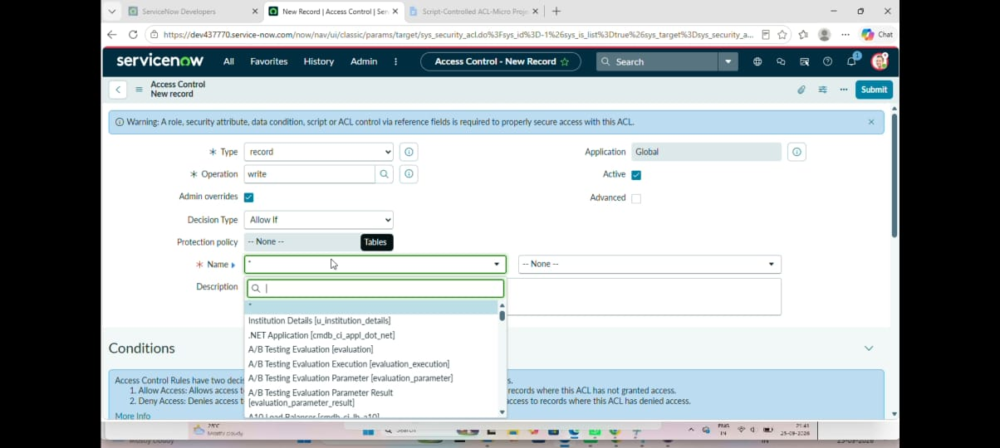 ServiceNow Developers
New Record | Access Control | Ser
Script-Controlled ACL-Micro Proje
https://dev437770.service-now.com/now/nav/ui/classic/params/target/sys_security_acl.do%3Fsys_id%3D-1%26sys_is_list%3Dtrue%26sys_target%3Dsys_security_a...
Chat
servicenow
All Favorites History Admin
Access Control - New Record
Search
1
Access Control
New record
Submit
Warning: A role, security attribute, data condition, script or ACL control via reference fields is required to properly secure access with this ACL.
* Type record
Application Global
* Operation write
Active
Admin overrides
Advanced
Decision Type Allow If
Protection policy -- None --
Tables
* Name *
-- None --
Description
*
Institution Details [u_institution_details]
.NET Application [cmdb_ci_appl_dot_net]
A/B Testing Evaluation [evaluation]
A/B Testing Evaluation Execution [evaluation_execution]
A/B Testing Evaluation Parameter [evaluation_parameter]
A/B Testing Evaluation Parameter Result
[evaluation_parameter_result]
A10 Load Balancer [cmdb_ci_lb_a10]
Conditions
Access Control Rules have two decis
s.
1. Allow Access: Allows access t
records where this ACL has not granted access.
2. Deny Access: Denies access t
access to records where this ACL has denied access.
More Info
25°C
Mostly cloudy
Search
ENG
IN
21:41
25-09-2026